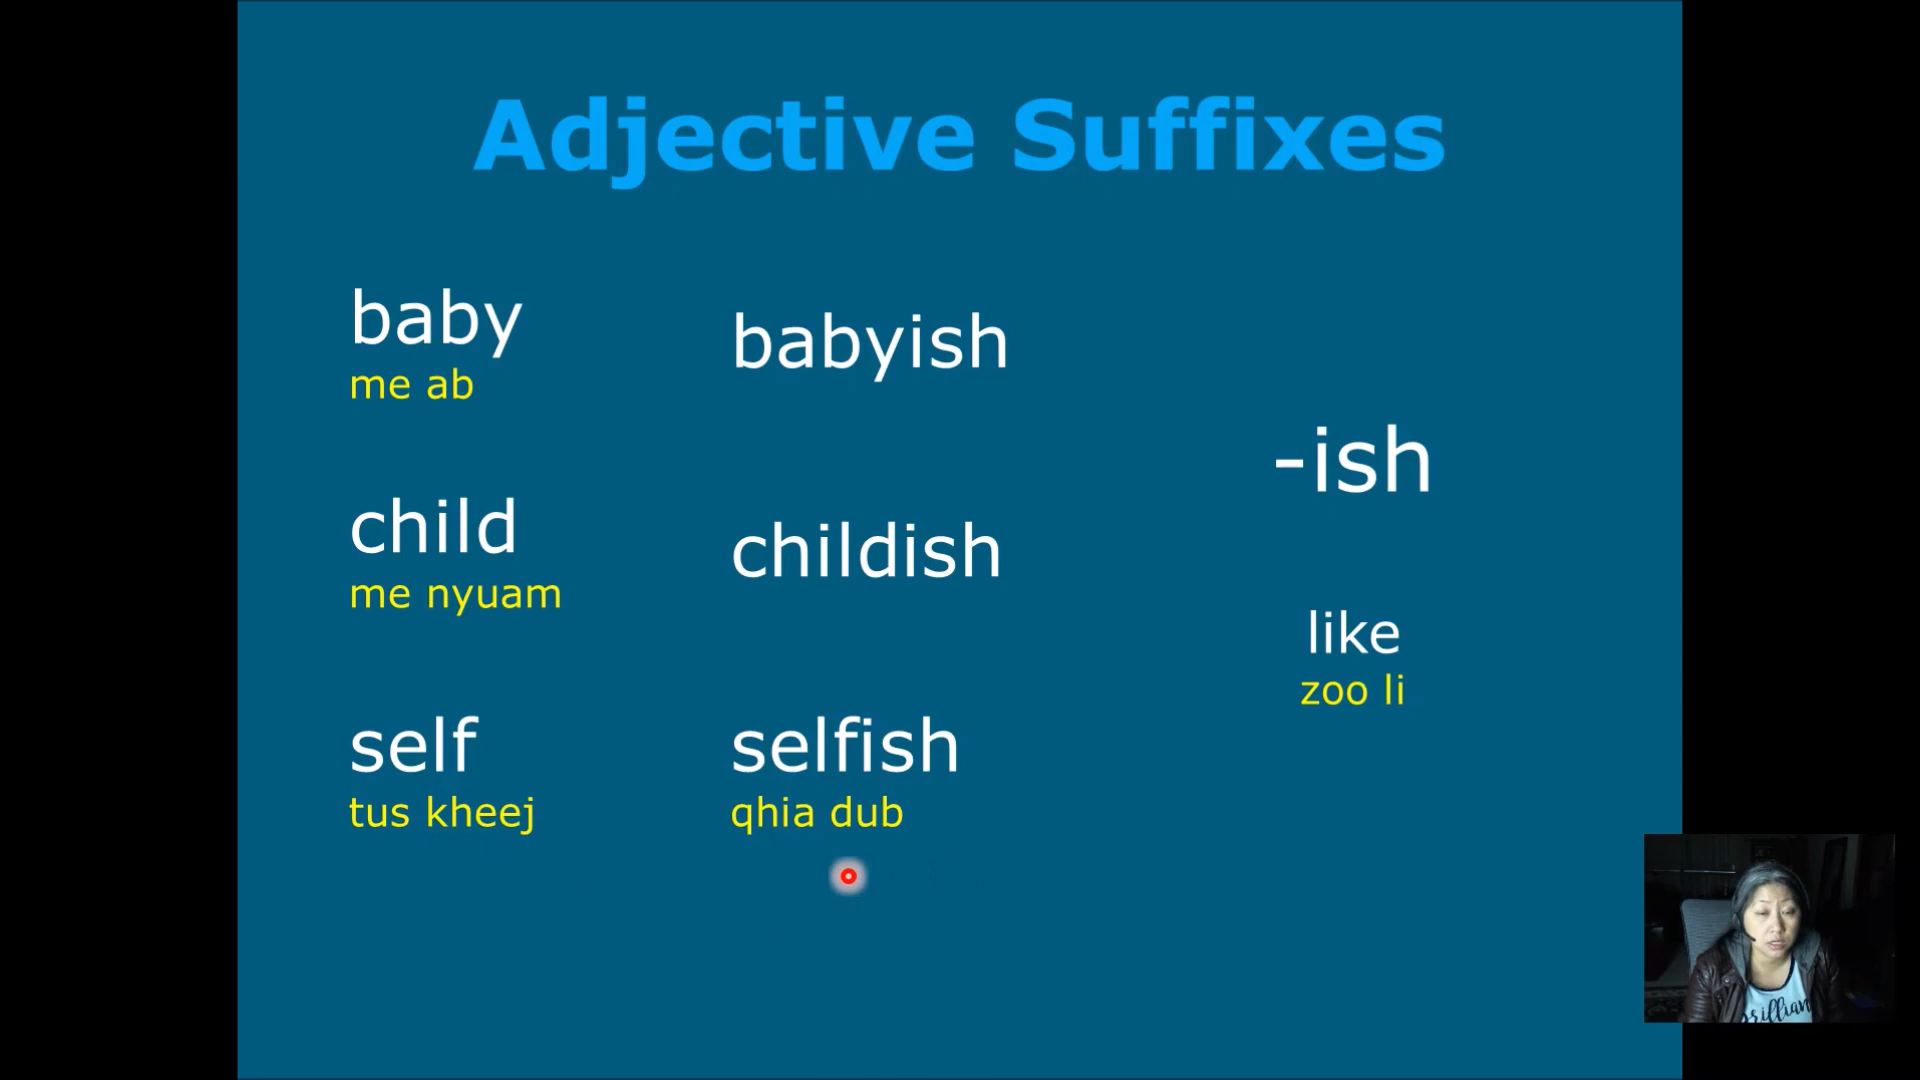 Adjective Suffixes
baby
me ab
babyish
child
me nyuam
childish
self
tus kheej
selfish
qhia dub
-ish
like
zoo li